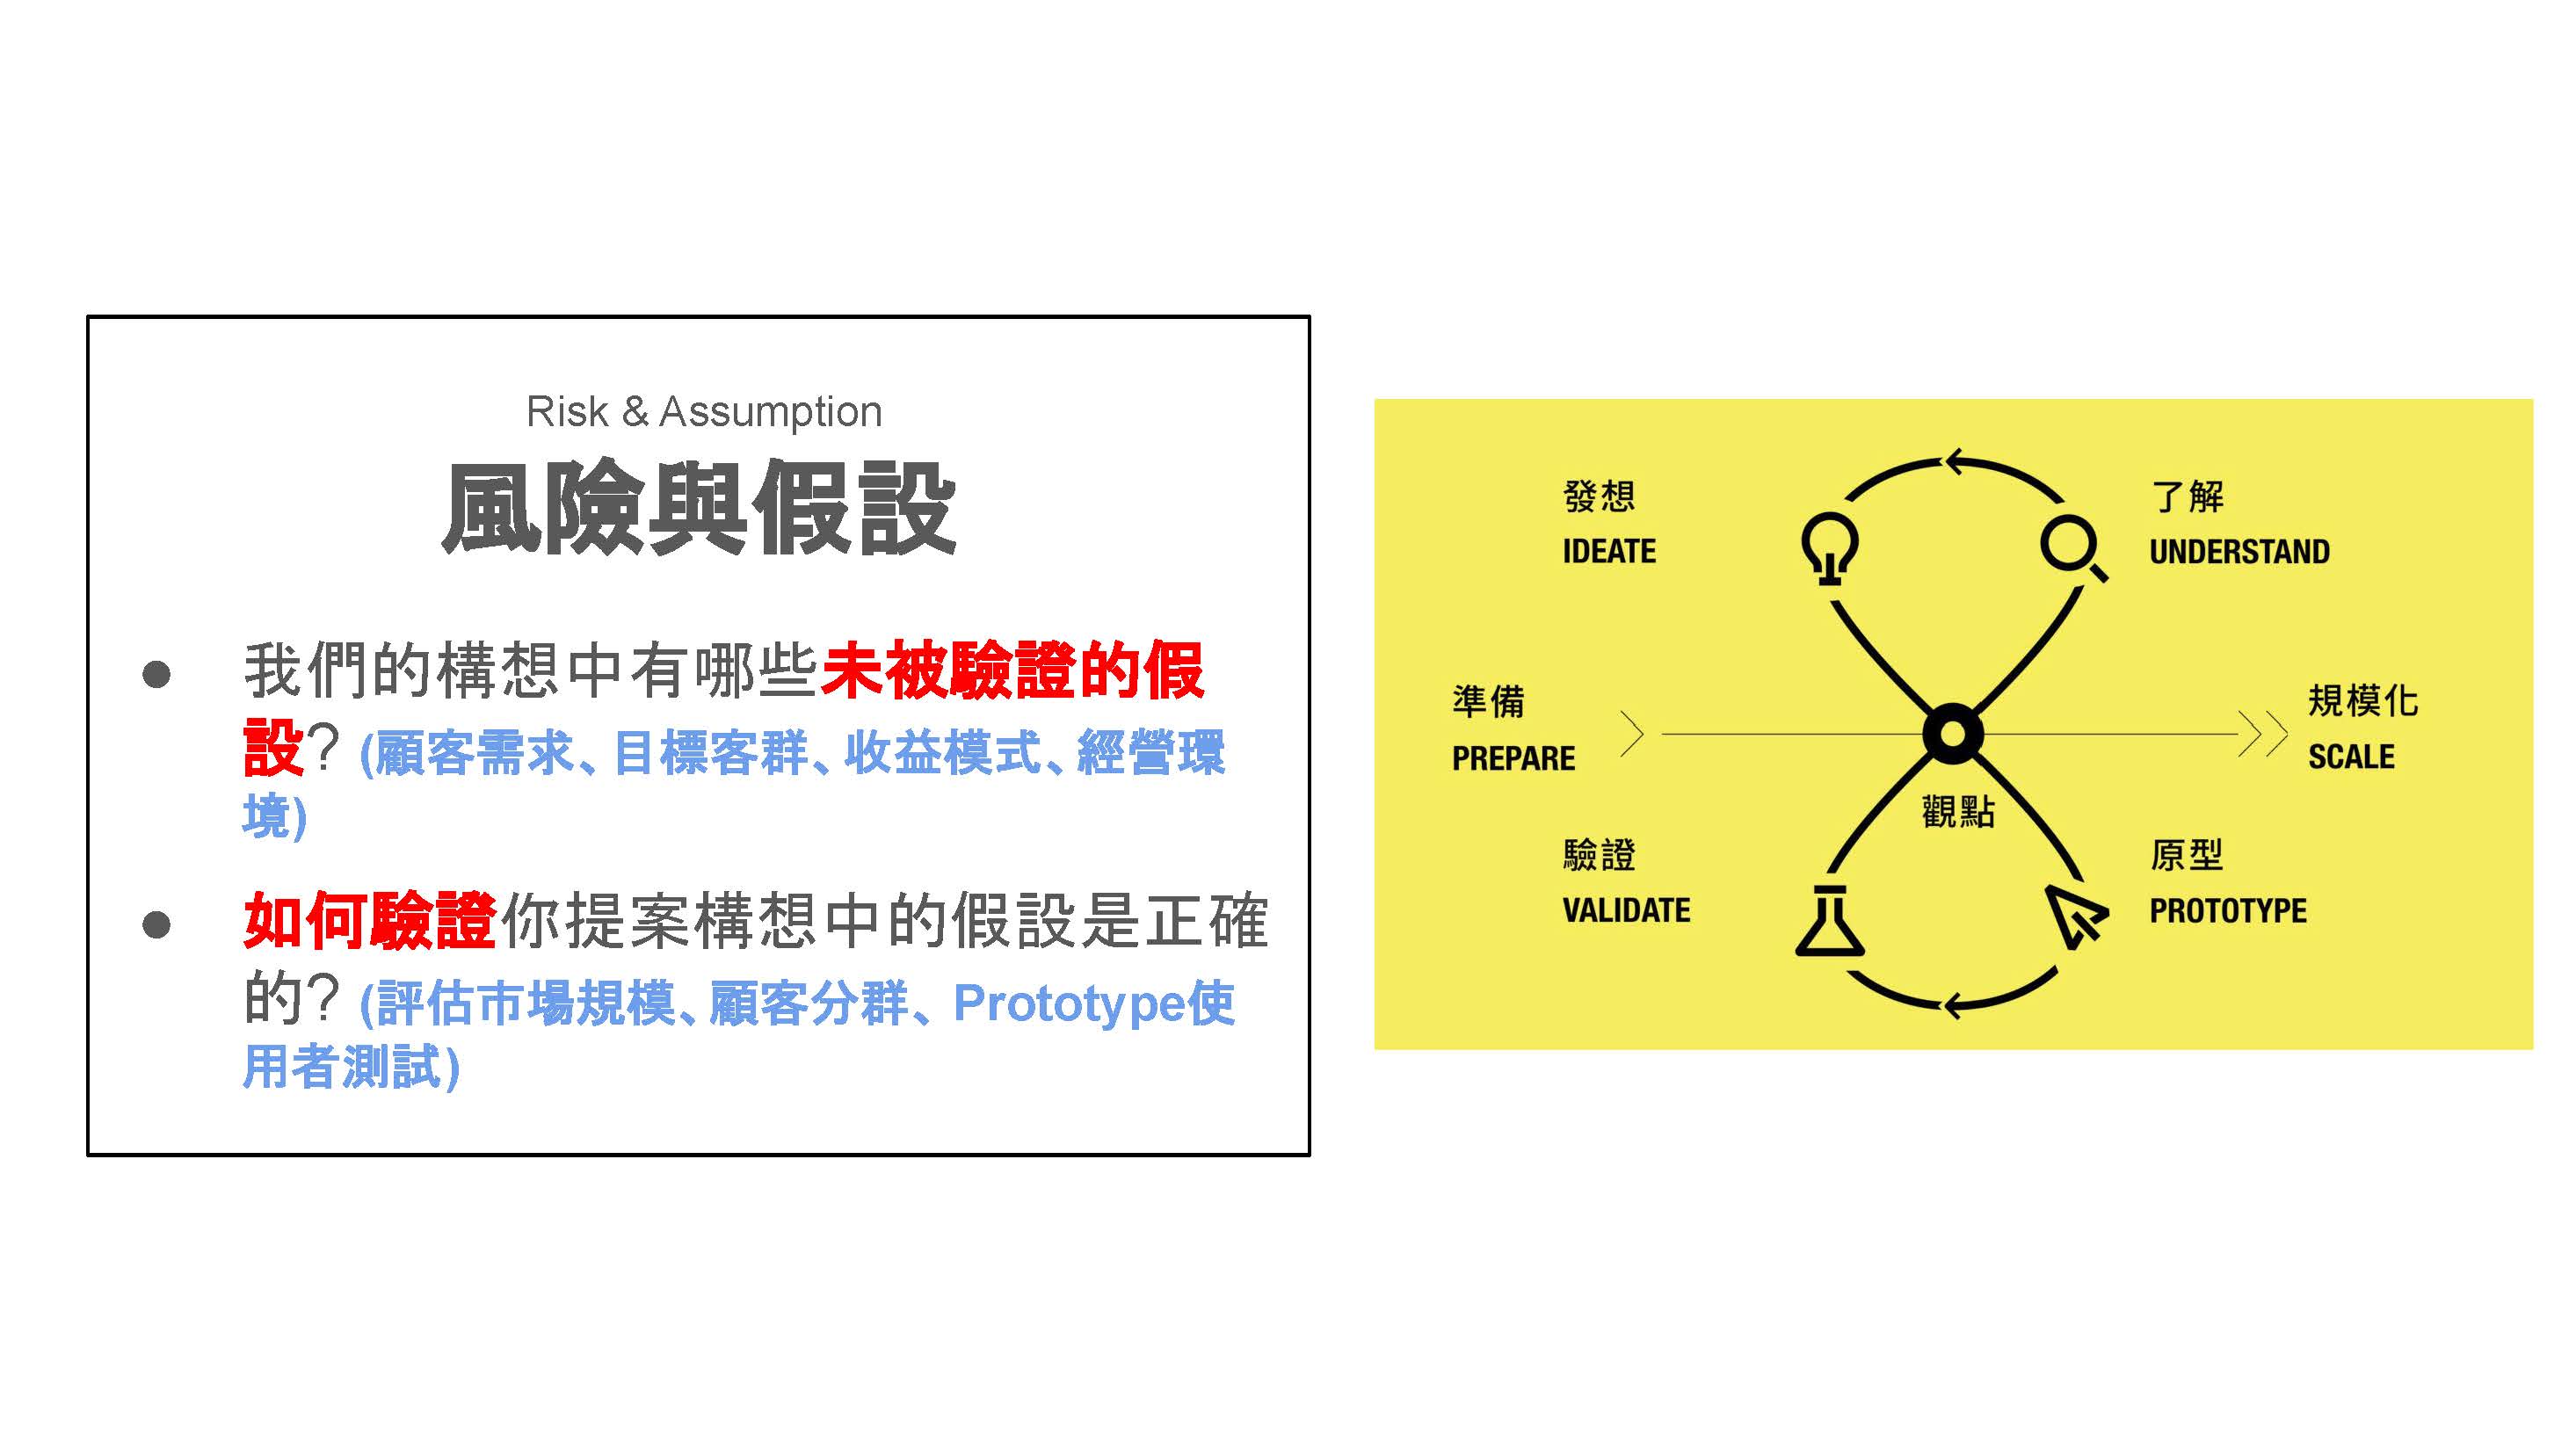 Risk & Assumption
風險與假設
● 我們的構想中有哪些未被驗證的假
設? (顧客需求、目標客群、收益模式、經營環
境)
● 如何驗證你提案構想中的假設是正確
的? (評估市場規模、顧客分群、Prototype使
用者測試)
發想
IDEATE
了解
UNDERSTAND
準備
PREPARE
觀點
規模化
SCALE
驗證
VALIDATE
原型
PROTOTYPE